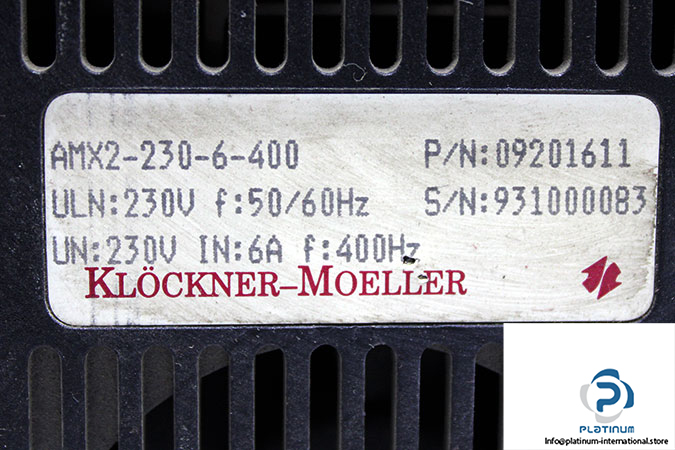 AMX2-230-6-400 P/N:09201611
ULN:230V f:50/60Hz S/N:931000083
UN:230V IN:6A f:400Hz
KLÖCKNER–MOELLER
PLATINUM
Info@platinum-international.store